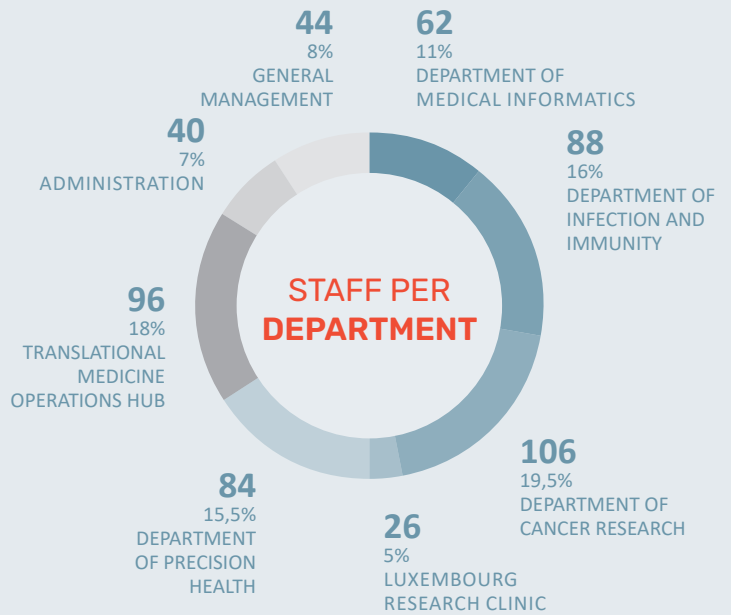 44
8%
GENERAL
MANAGEMENT
62
11%
DEPARTMENT OF
MEDICAL INFORMATICS
88
16%
DEPARTMENT OF
INFECTION AND
IMMUNITY
40
7%
ADMINISTRATION
STAFF PER
DEPARTMENT
96
18%
TRANSLATIONAL
MEDICINE
OPERATIONS HUB
106
19,5%
DEPARTMENT OF
CANCER RESEARCH
84
15,5%
DEPARTMENT
OF PRECISION
HEALTH
26
5%
LUXEMBOURG
RESEARCH CLINIC